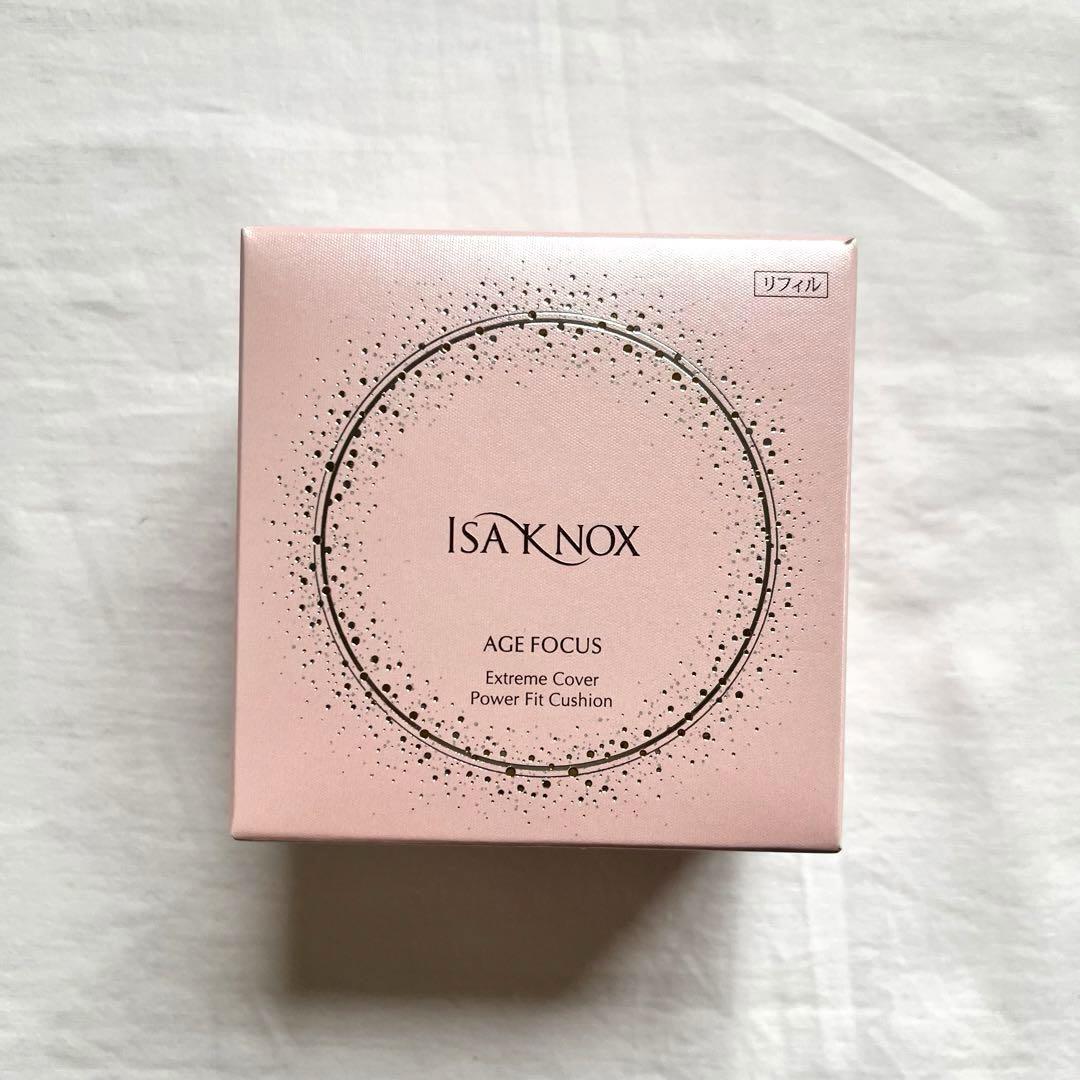 リフィル
ISA KNOX
AGE FOCUS
Extreme Cover
Power Fit Cushion